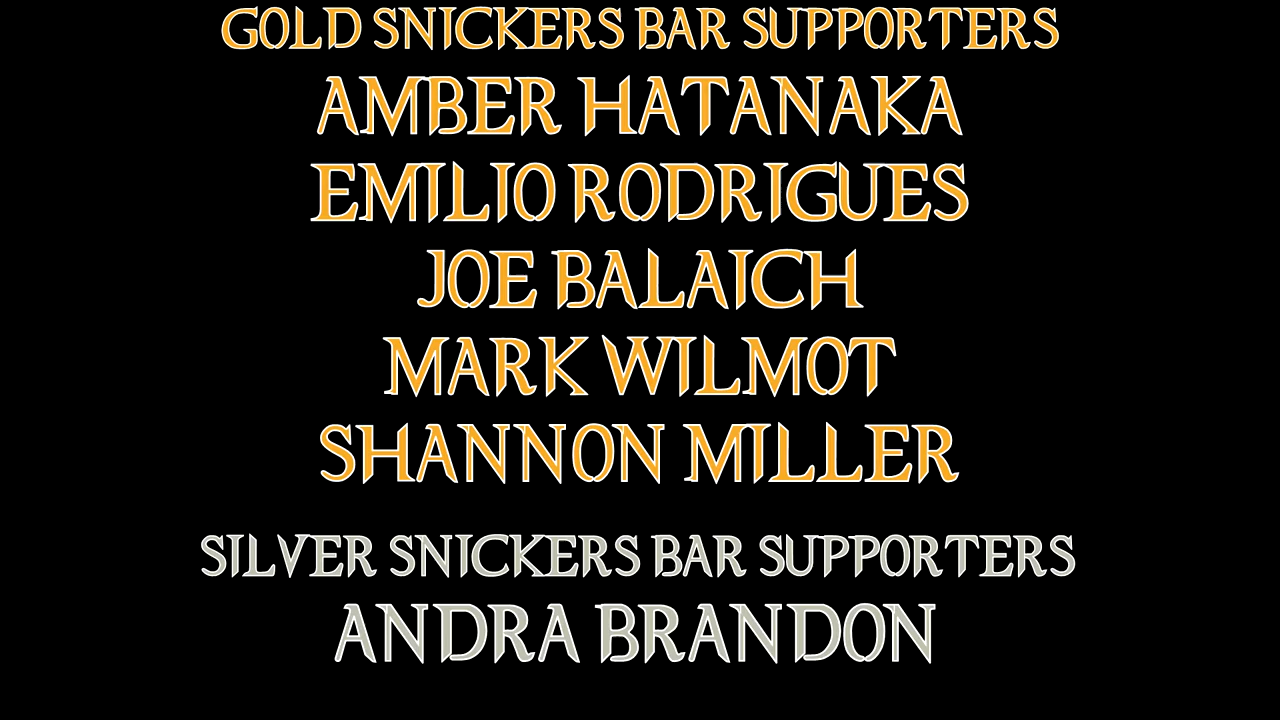 GOLD SNICKERS BAR SUPPORTERS
AMBER HATANAKA
EMILIO RODRIGUES
JOE BALAICH
MARK WILMOT
SHANNON MILLER
SILVER SNICKERS BAR SUPPORTERS
ANDRA BRANDON